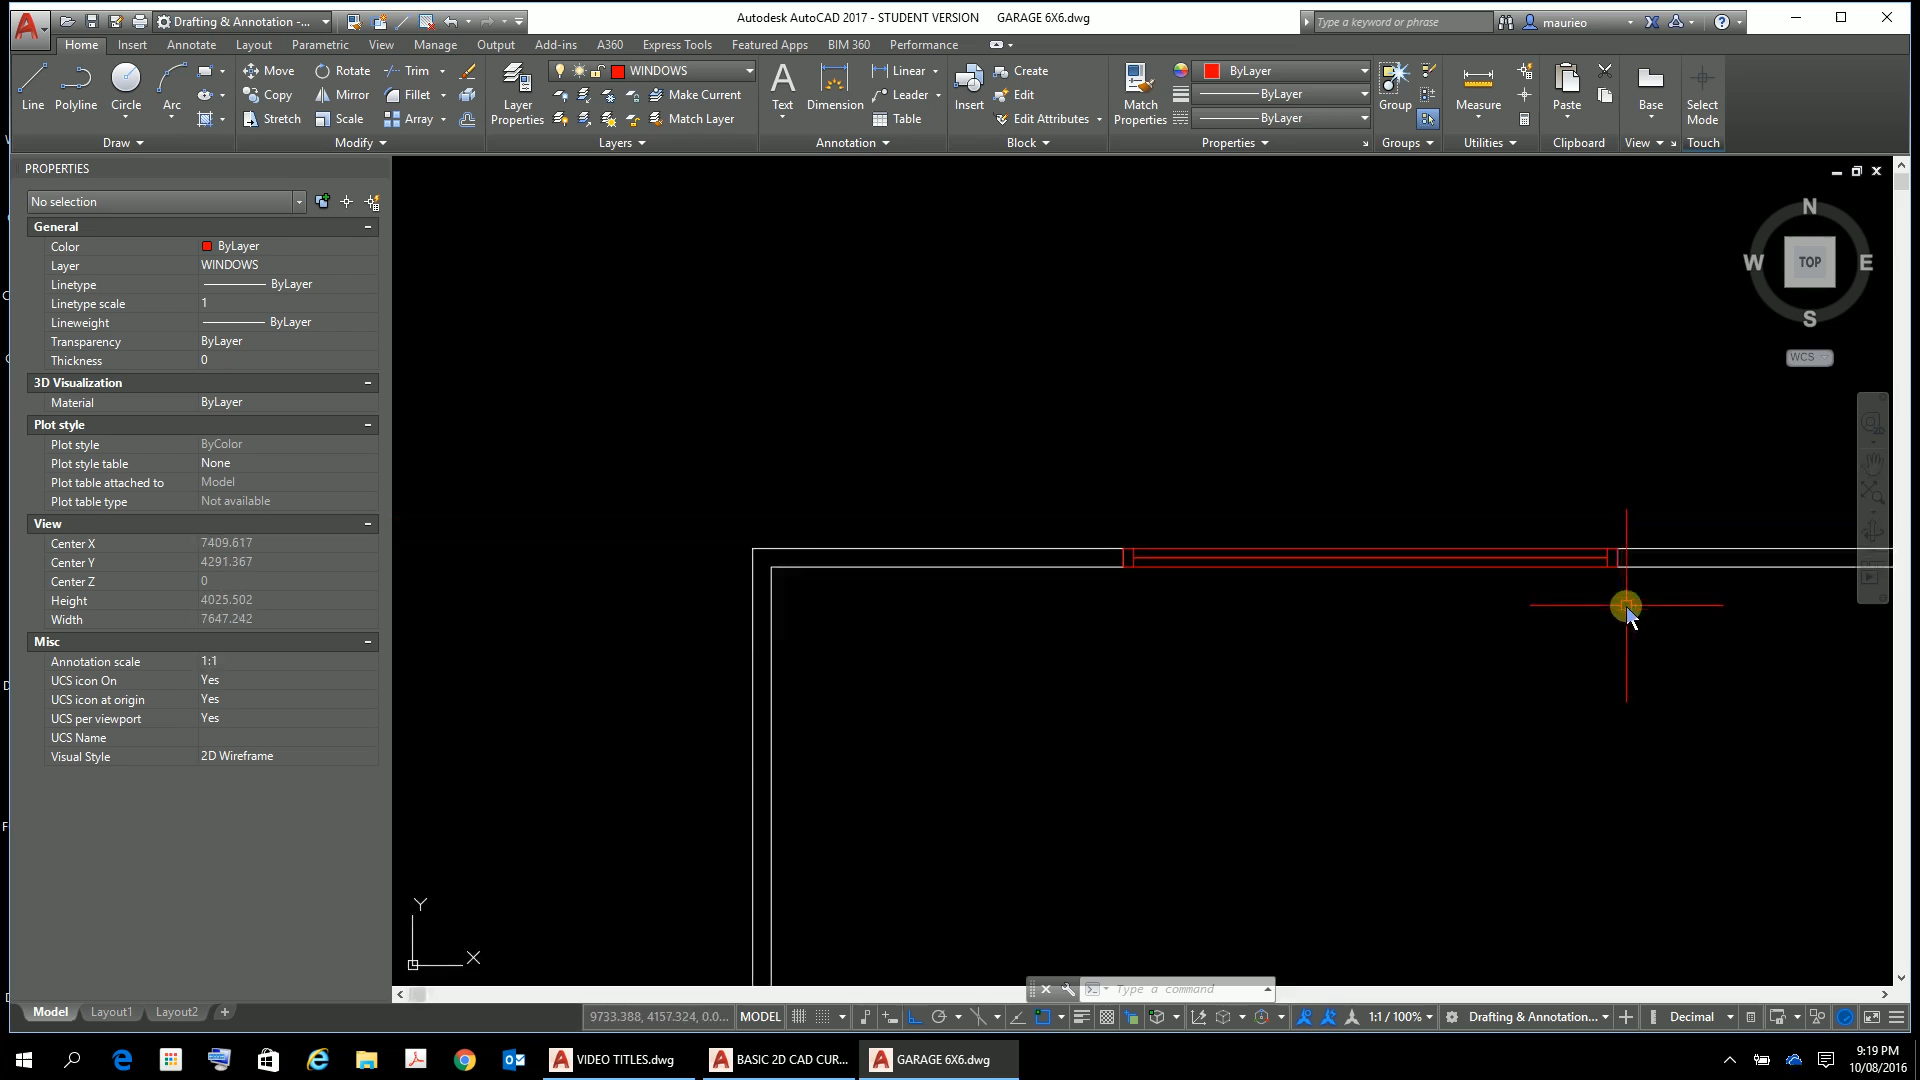 Drafting & Annotation -...
Autodesk AutoCAD 2017 - STUDENT VERSION GARAGE 6X6.dwg
Type a keyword or phrase
maurieo
Home Insert Annotate Layout Parametric View Manage Output Add-ins A360 Express Tools Featured Apps BIM 360 Performance
Line Polyline Circle Arc
Move Rotate Trim
Copy Mirror Fillet
Stretch Scale Array
Layer Properties
WINDOWS
Make Current
Match Layer
Text Dimension
Linear
Leader
Table
Insert
Create
Edit
Edit Attributes
Match Properties
ByLayer
ByLayer
ByLayer
Group
Measure
Paste
Base
Select Mode
Draw Modify Layers Annotation Block Properties Groups Utilities Clipboard View Touch
PROPERTIES
No selection
General
Color ByLayer
Layer WINDOWS
Linetype ByLayer
Linetype scale 1
Lineweight ByLayer
Transparency ByLayer
Thickness 0
3D Visualization
Material ByLayer
Plot style
Plot style ByColor
Plot style table None
Plot table attached to Model
Plot table type Not available
View
Center X 7409.617
Center Y 4291.367
Center Z 0
Height 4025.502
Width 7647.242
Misc
Annotation scale 1:1
UCS icon On Yes
UCS icon at origin Yes
UCS per viewport Yes
UCS Name
Visual Style 2D Wireframe
N
W TOP E
S
WCS
Y
X
Type a command
Model Layout1 Layout2 +
9733.388, 4157.324, 0.0... MODEL 1:1 / 100% Drafting & Annotation... Decimal
VIDEO TITLES.dwg BASIC 2D CAD CUR... GARAGE 6X6.dwg
9:19 PM
10/08/2016